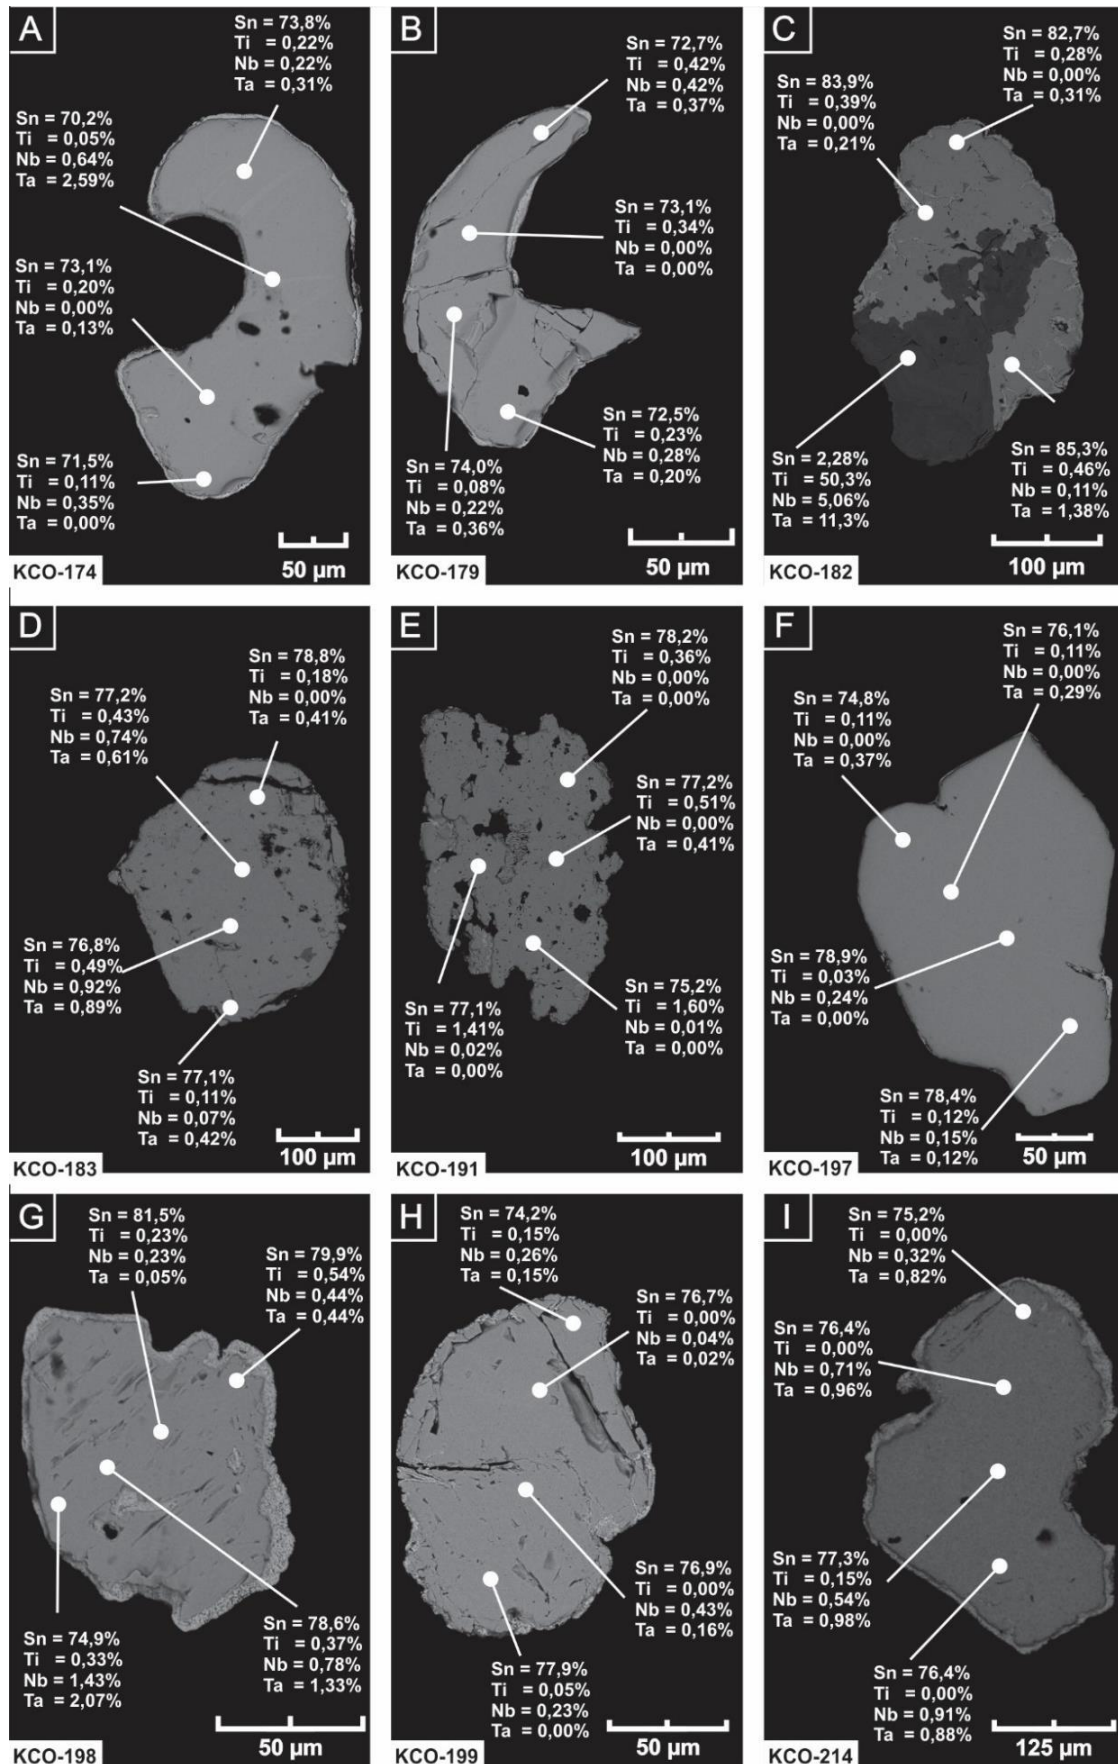 A
Sn = 73,8%
Ti = 0,22%
Nb = 0,22%
Ta = 0,31%
Sn = 70,2%
Ti = 0,05%
Nb = 0,64%
Ta = 2,59%
Sn = 73,1%
Ti = 0,20%
Nb = 0,00%
Ta = 0,13%
Sn = 71,5%
Ti = 0,11%
Nb = 0,35%
Ta = 0,00%
50 µm
KCO-174
B
Sn = 72,7%
Ti = 0,42%
Nb = 0,42%
Ta = 0,37%
Sn = 73,1%
Ti = 0,34%
Nb = 0,00%
Ta = 0,00%
Sn = 72,5%
Ti = 0,23%
Nb = 0,28%
Ta = 0,20%
Sn = 74,0%
Ti = 0,08%
Nb = 0,22%
Ta = 0,36%
50 µm
KCO-179
C
Sn = 82,7%
Ti = 0,28%
Nb = 0,00%
Ta = 0,31%
Sn = 83,9%
Ti = 0,39%
Nb = 0,00%
Ta = 0,21%
Sn = 2,28%
Ti = 50,3%
Nb = 5,06%
Ta = 11,3%
Sn = 85,3%
Ti = 0,46%
Nb = 0,11%
Ta = 1,38%
100 µm
KCO-182
D
Sn = 78,8%
Ti = 0,18%
Nb = 0,00%
Ta = 0,41%
Sn = 77,2%
Ti = 0,43%
Nb = 0,74%
Ta = 0,61%
Sn = 76,8%
Ti = 0,49%
Nb = 0,92%
Ta = 0,89%
Sn = 77,1%
Ti = 0,11%
Nb = 0,07%
Ta = 0,42%
100 µm
KCO-183
E
Sn = 78,2%
Ti = 0,36%
Nb = 0,00%
Ta = 0,00%
Sn = 77,2%
Ti = 0,51%
Nb = 0,00%
Ta = 0,41%
Sn = 75,2%
Ti = 1,60%
Nb = 0,01%
Ta = 0,00%
Sn = 77,1%
Ti = 1,41%
Nb = 0,02%
Ta = 0,00%
100 µm
KCO-191
F
Sn = 76,1%
Ti = 0,11%
Nb = 0,00%
Ta = 0,29%
Sn = 74,8%
Ti = 0,11%
Nb = 0,00%
Ta = 0,37%
Sn = 78,9%
Ti = 0,03%
Nb = 0,24%
Ta = 0,00%
Sn = 78,4%
Ti = 0,12%
Nb = 0,15%
Ta = 0,12%
50 µm
KCO-197
G
Sn = 81,5%
Ti = 0,23%
Nb = 0,23%
Ta = 0,05%
Sn = 79,9%
Ti = 0,54%
Nb = 0,44%
Ta = 0,44%
Sn = 74,9%
Ti = 0,33%
Nb = 1,43%
Ta = 2,07%
Sn = 78,6%
Ti = 0,37%
Nb = 0,78%
Ta = 1,33%
50 µm
KCO-198
H
Sn = 74,2%
Ti = 0,15%
Nb = 0,26%
Ta = 0,15%
Sn = 76,7%
Ti = 0,00%
Nb = 0,04%
Ta = 0,02%
Sn = 76,9%
Ti = 0,00%
Nb = 0,43%
Ta = 0,16%
Sn = 77,9%
Ti = 0,05%
Nb = 0,23%
Ta = 0,00%
50 µm
KCO-199
I
Sn = 75,2%
Ti = 0,00%
Nb = 0,32%
Ta = 0,82%
Sn = 76,4%
Ti = 0,00%
Nb = 0,71%
Ta = 0,96%
Sn = 77,3%
Ti = 0,15%
Nb = 0,54%
Ta = 0,98%
Sn = 76,4%
Ti = 0,00%
Nb = 0,91%
Ta = 0,88%
125 µm
KCO-214